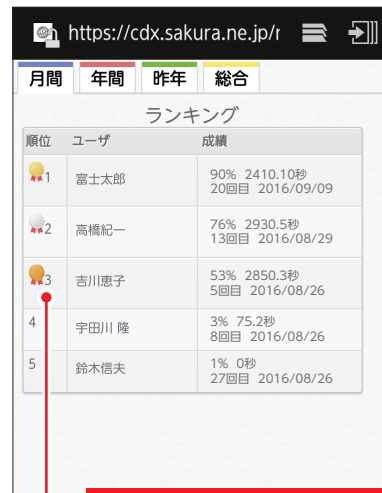 https://cdx.sakura.ne.jp/r
月間 年間 昨年 総合
ランキング
順位 ユーザ 成績
1 富士太郎 90% 2410.10秒
20回目 2016/09/09
2 高橋紀一 76% 2930.5秒
13回目 2016/08/29
3 吉川恵子 53% 2850.3秒
5回目 2016/08/26
4 宇田川 隆 3% 75.2秒
8回目 2016/08/26
5 鈴木信夫 1% 0秒
27回目 2016/08/26